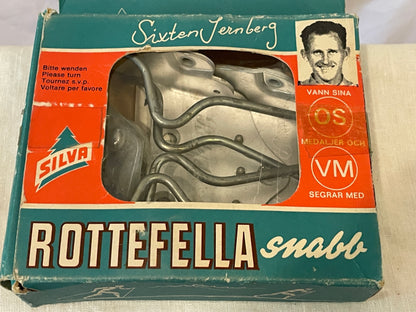 Sixten Jernberg
Bitte wenden
Please turn
Tournez s.v.p.
Voltare per favore
VANN SINA
OS
MEDALJER OCH
VM
SEGRAR MED
SILVA
ROTTEFELLA snabb